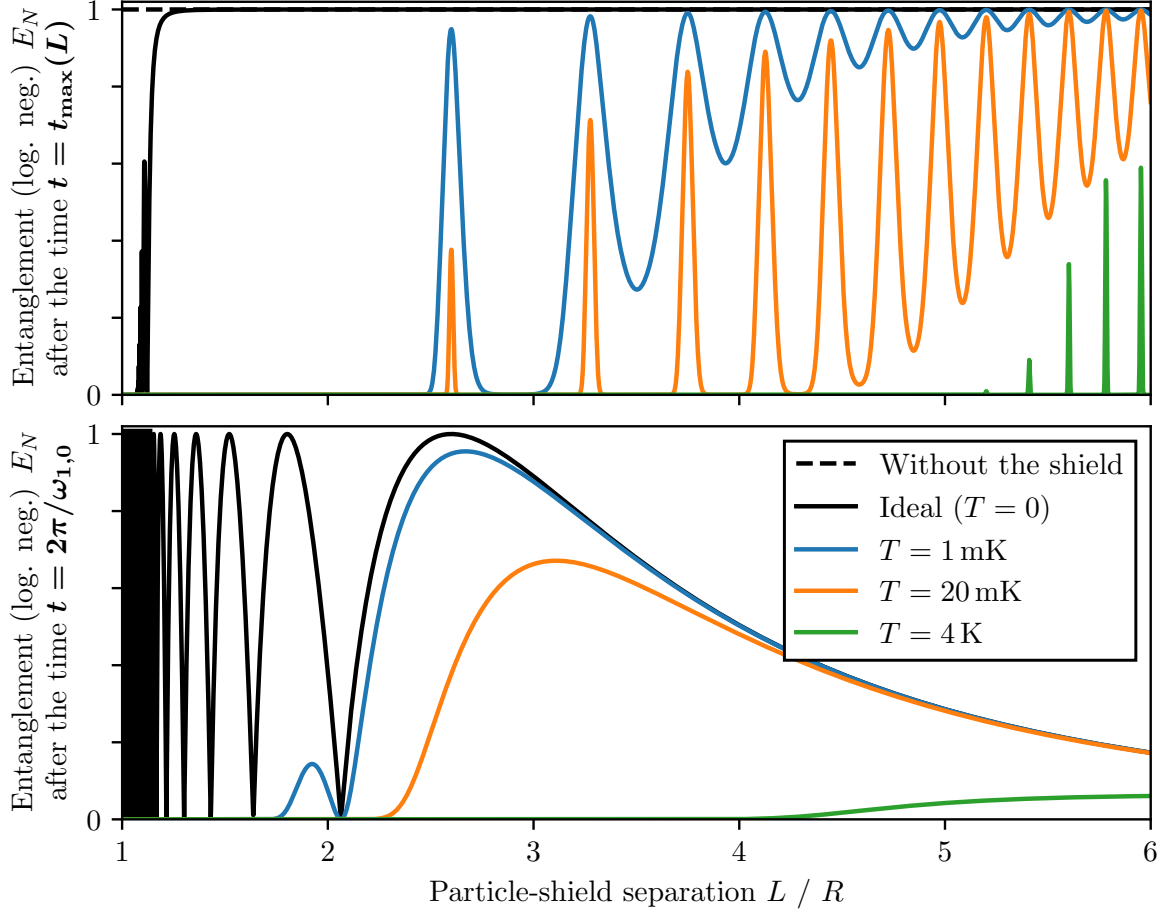 Entanglement (log. neg.) E_N
after the time t = t_max(L)
1
0
Entanglement (log. neg.) E_N
after the time t = 2π/ω_1,0
1
0
Without the shield
Ideal (T = 0)
T = 1 mK
T = 20 mK
T = 4 K
1 2 3 4 5 6
Particle-shield separation L / R